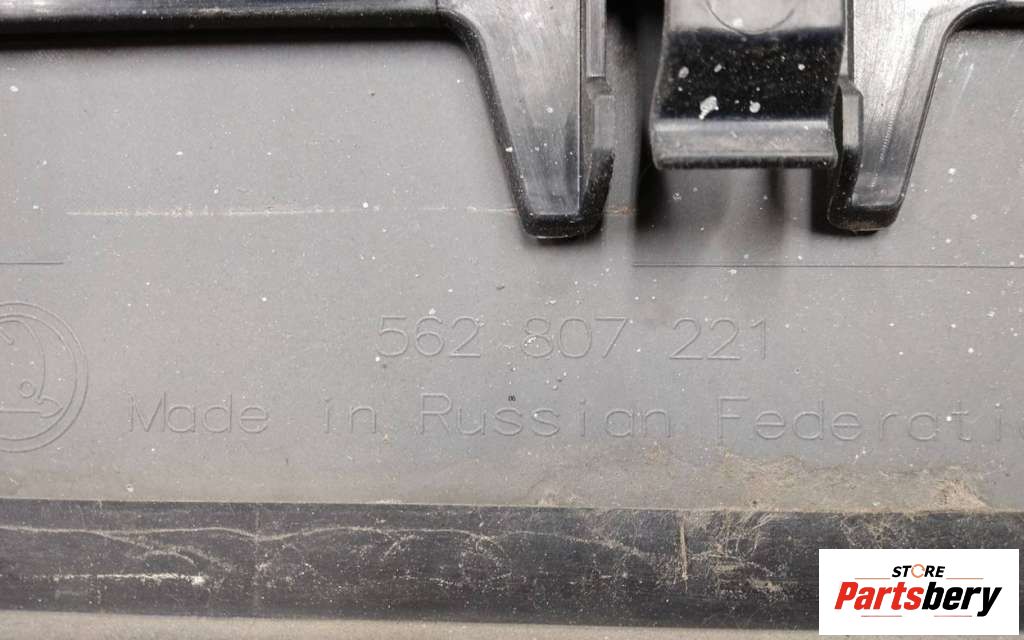 562 807 221
Made in Russian Federati
STORE
Partsbery